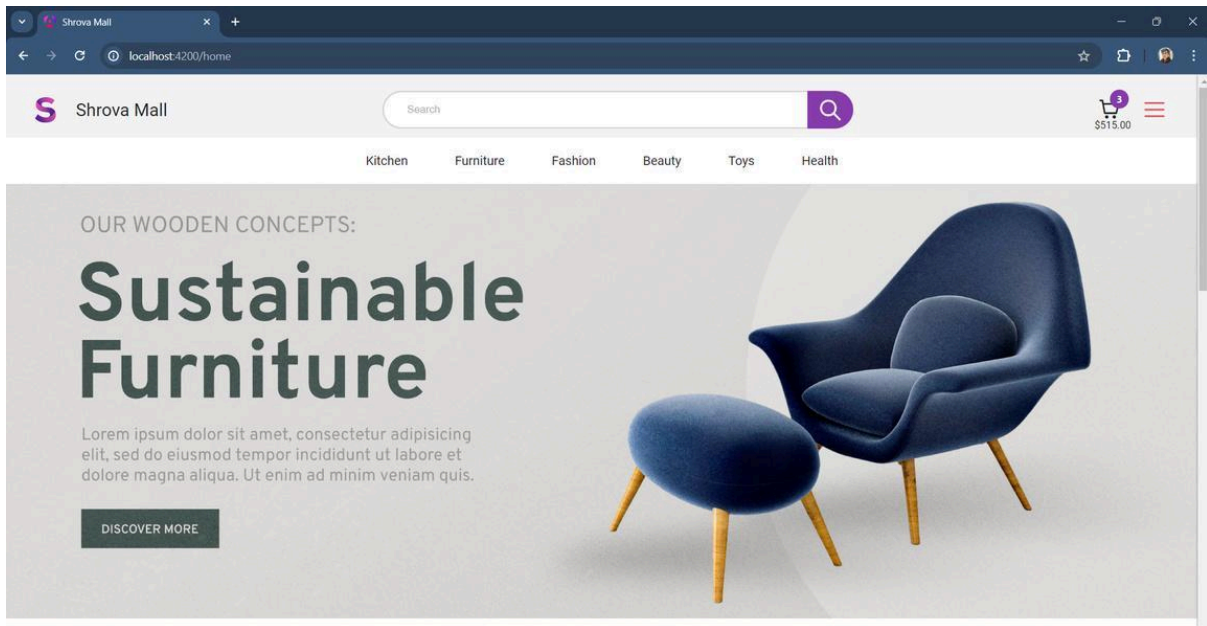 Shrova Mall
localhost:4200/home
S Shrova Mall
Search
3
$515.00
Kitchen Furniture Fashion Beauty Toys Health
OUR WOODEN CONCEPTS:
Sustainable
Furniture
Lorem ipsum dolor sit amet, consectetur adipisicing
elit, sed do eiusmod tempor incididunt ut labore et
dolore magna aliqua. Ut enim ad minim veniam quis.
DISCOVER MORE